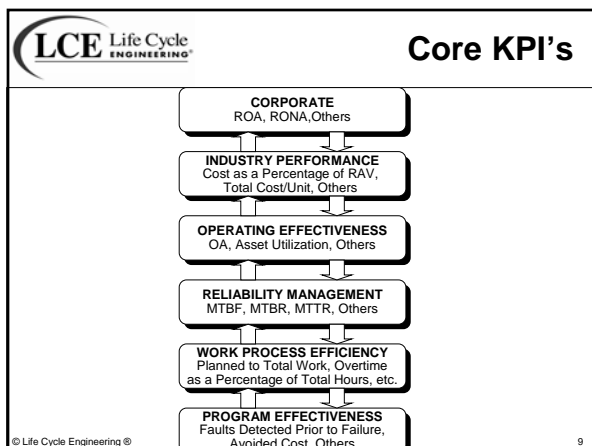 LCE Life Cycle
ENGINEERING®
Core KPI's
CORPORATE
ROA, RONA,Others
INDUSTRY PERFORMANCE
Cost as a Percentage of RAV,
Total Cost/Unit, Others
OPERATING EFFECTIVENESS
OA, Asset Utilization, Others
RELIABILITY MANAGEMENT
MTBF, MTBR, MTTR, Others
WORK PROCESS EFFICIENCY
Planned to Total Work, Overtime
as a Percentage of Total Hours, etc.
PROGRAM EFFECTIVENESS
Faults Detected Prior to Failure,
Avoided Cost, Others
© Life Cycle Engineering ®
9